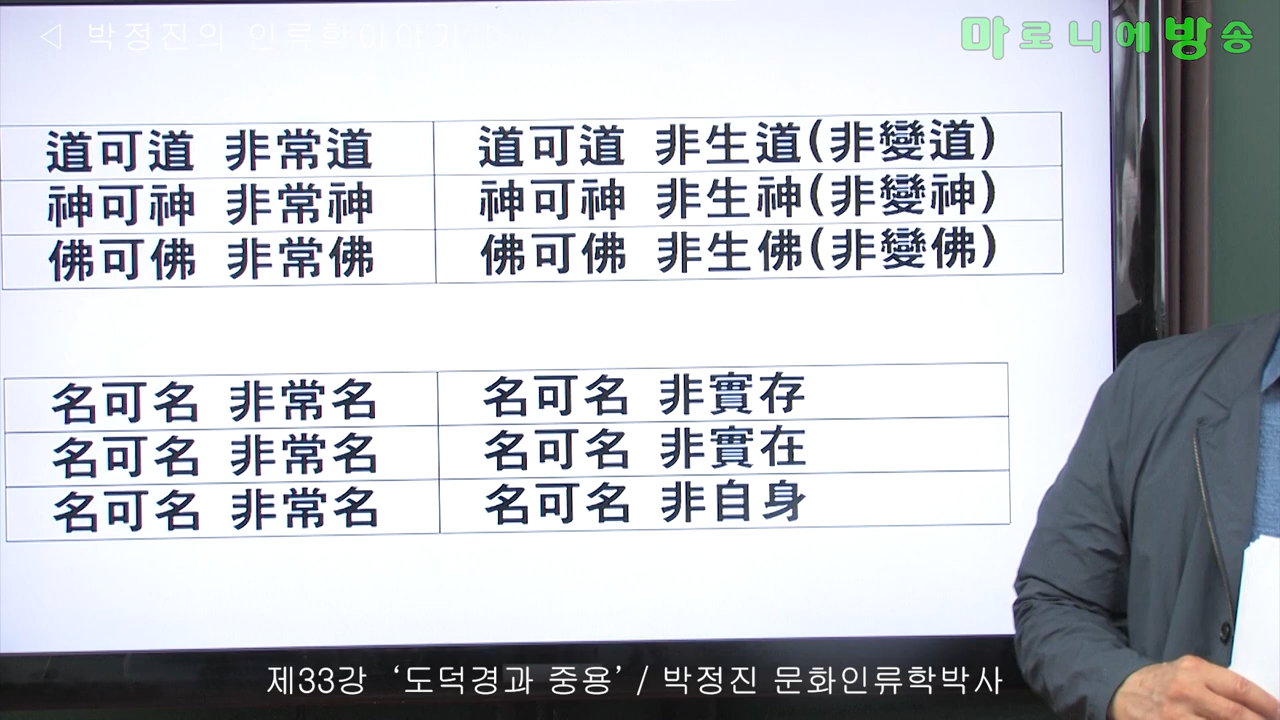 ◁ 박정진의 인류학이야기
마로니에방송
道可道 非常道 道可道 非生道(非變道)
神可神 非常神 神可神 非生神(非變神)
佛可佛 非常佛 佛可佛 非生佛(非變佛)
名可名 非常名 名可名 非實存
名可名 非常名 名可名 非實在
名可名 非常名 名可名 非自身
제33강 ‘도덕경과 중용’ / 박정진 문화인류학박사